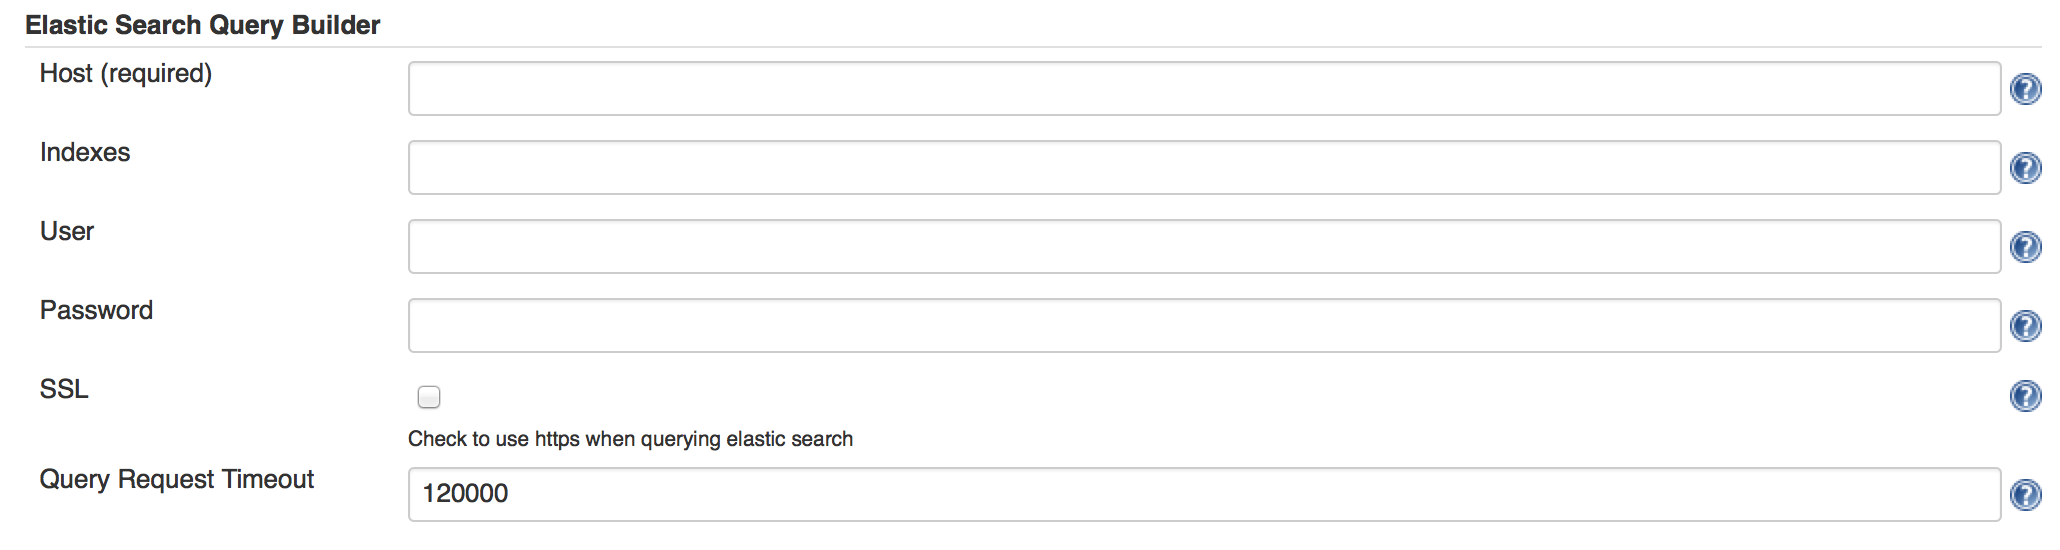 Elastic Search Query Builder
Host (required)
Indexes
User
Password
SSL
Check to use https when querying elastic search
Query Request Timeout
120000